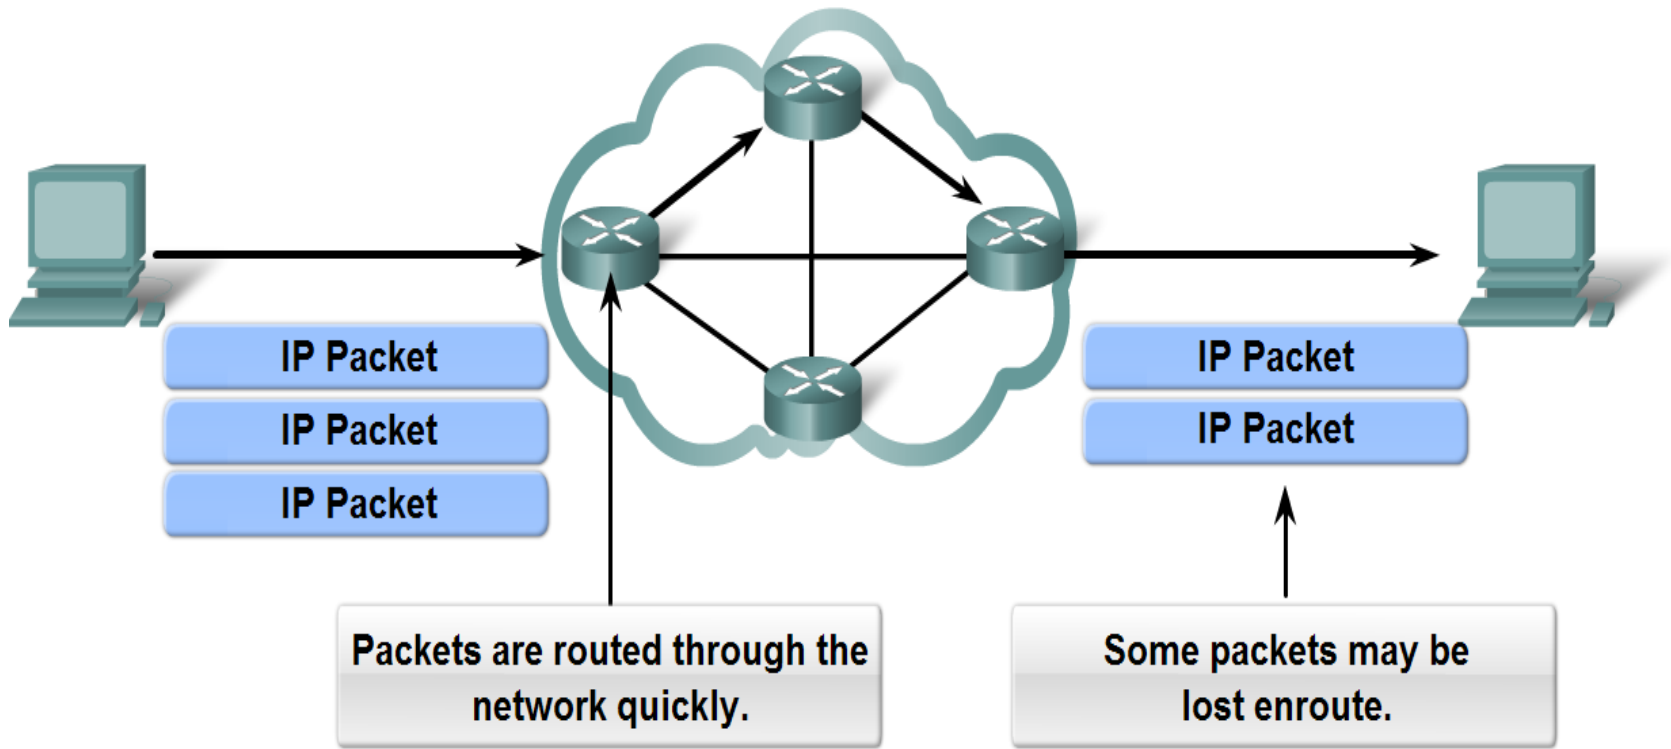 IP Packet
IP Packet
IP Packet
IP Packet
IP Packet
Packets are routed through the
network quickly.
Some packets may be
lost enroute.